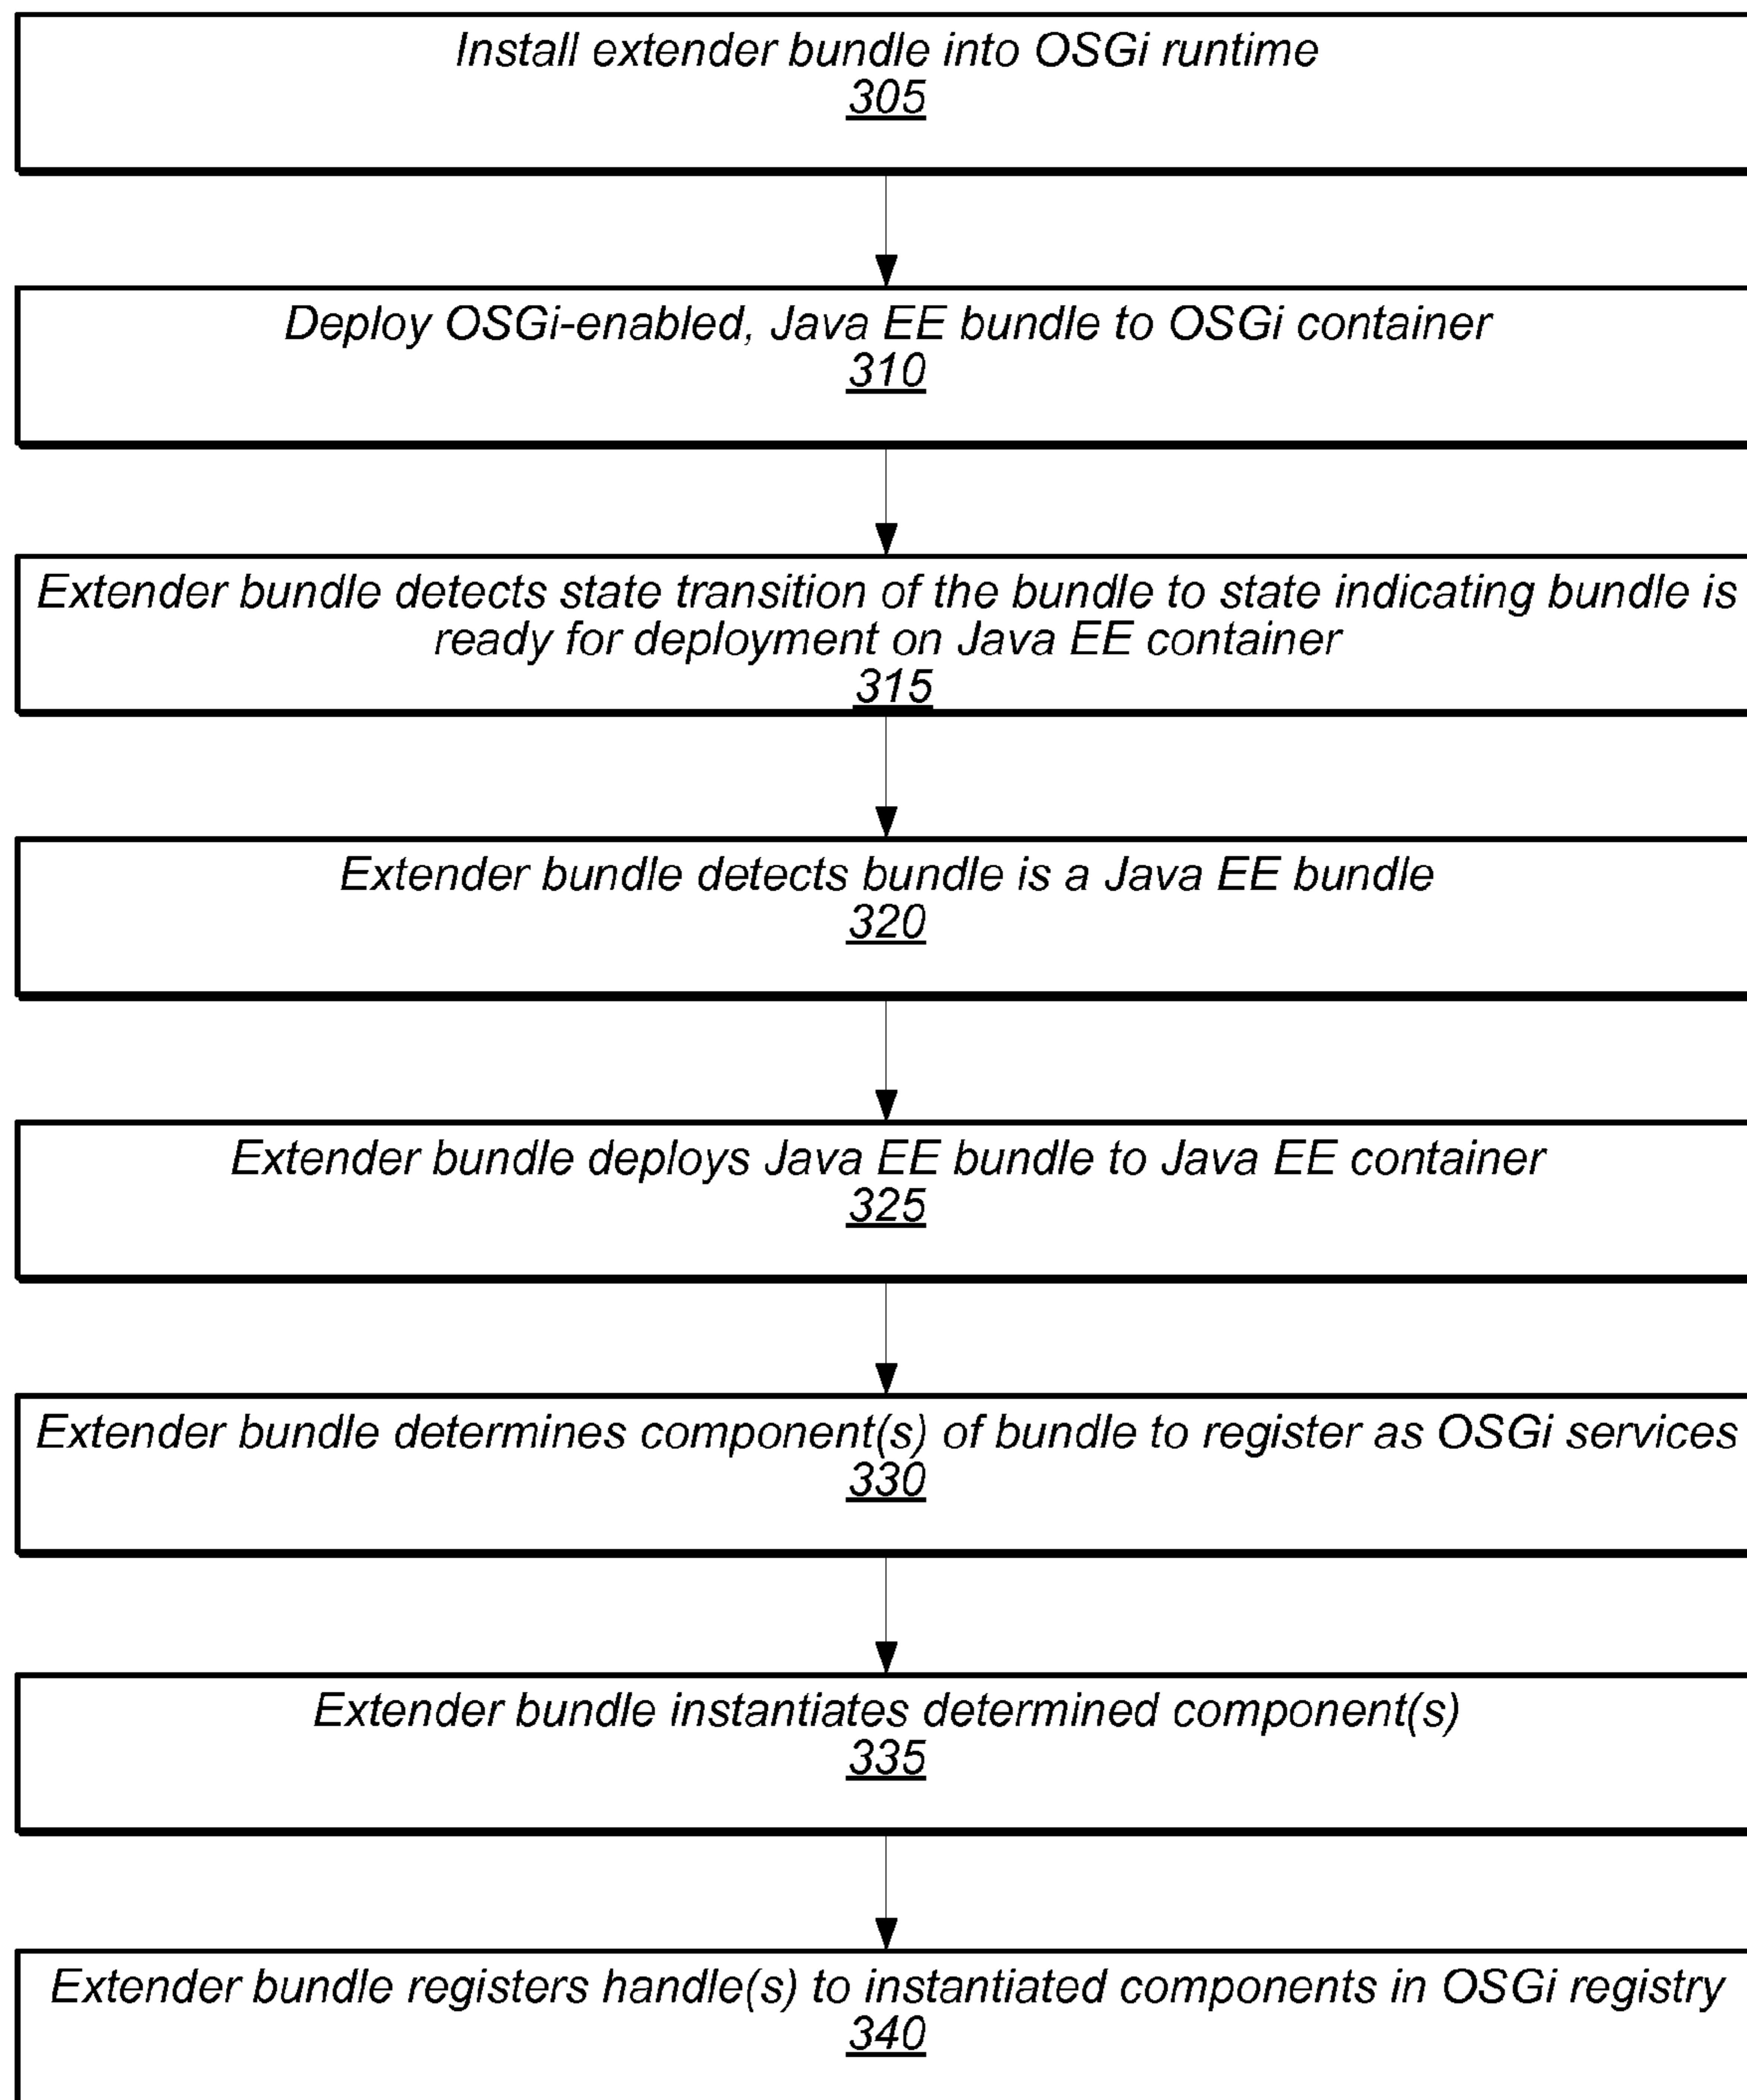 Install extender bundle into OSGi runtime
305
Deploy OSGi-enabled, Java EE bundle to OSGi container
310
Extender bundle detects state transition of the bundle to state indicating bundle is
ready for deployment on Java EE container
315
Extender bundle detects bundle is a Java EE bundle
320
Extender bundle deploys Java EE bundle to Java EE container
325
Extender bundle determines component(s) of bundle to register as OSGi services
330
Extender bundle instantiates determined component(s)
335
Extender bundle registers handle(s) to instantiated components in OSGi registry
340